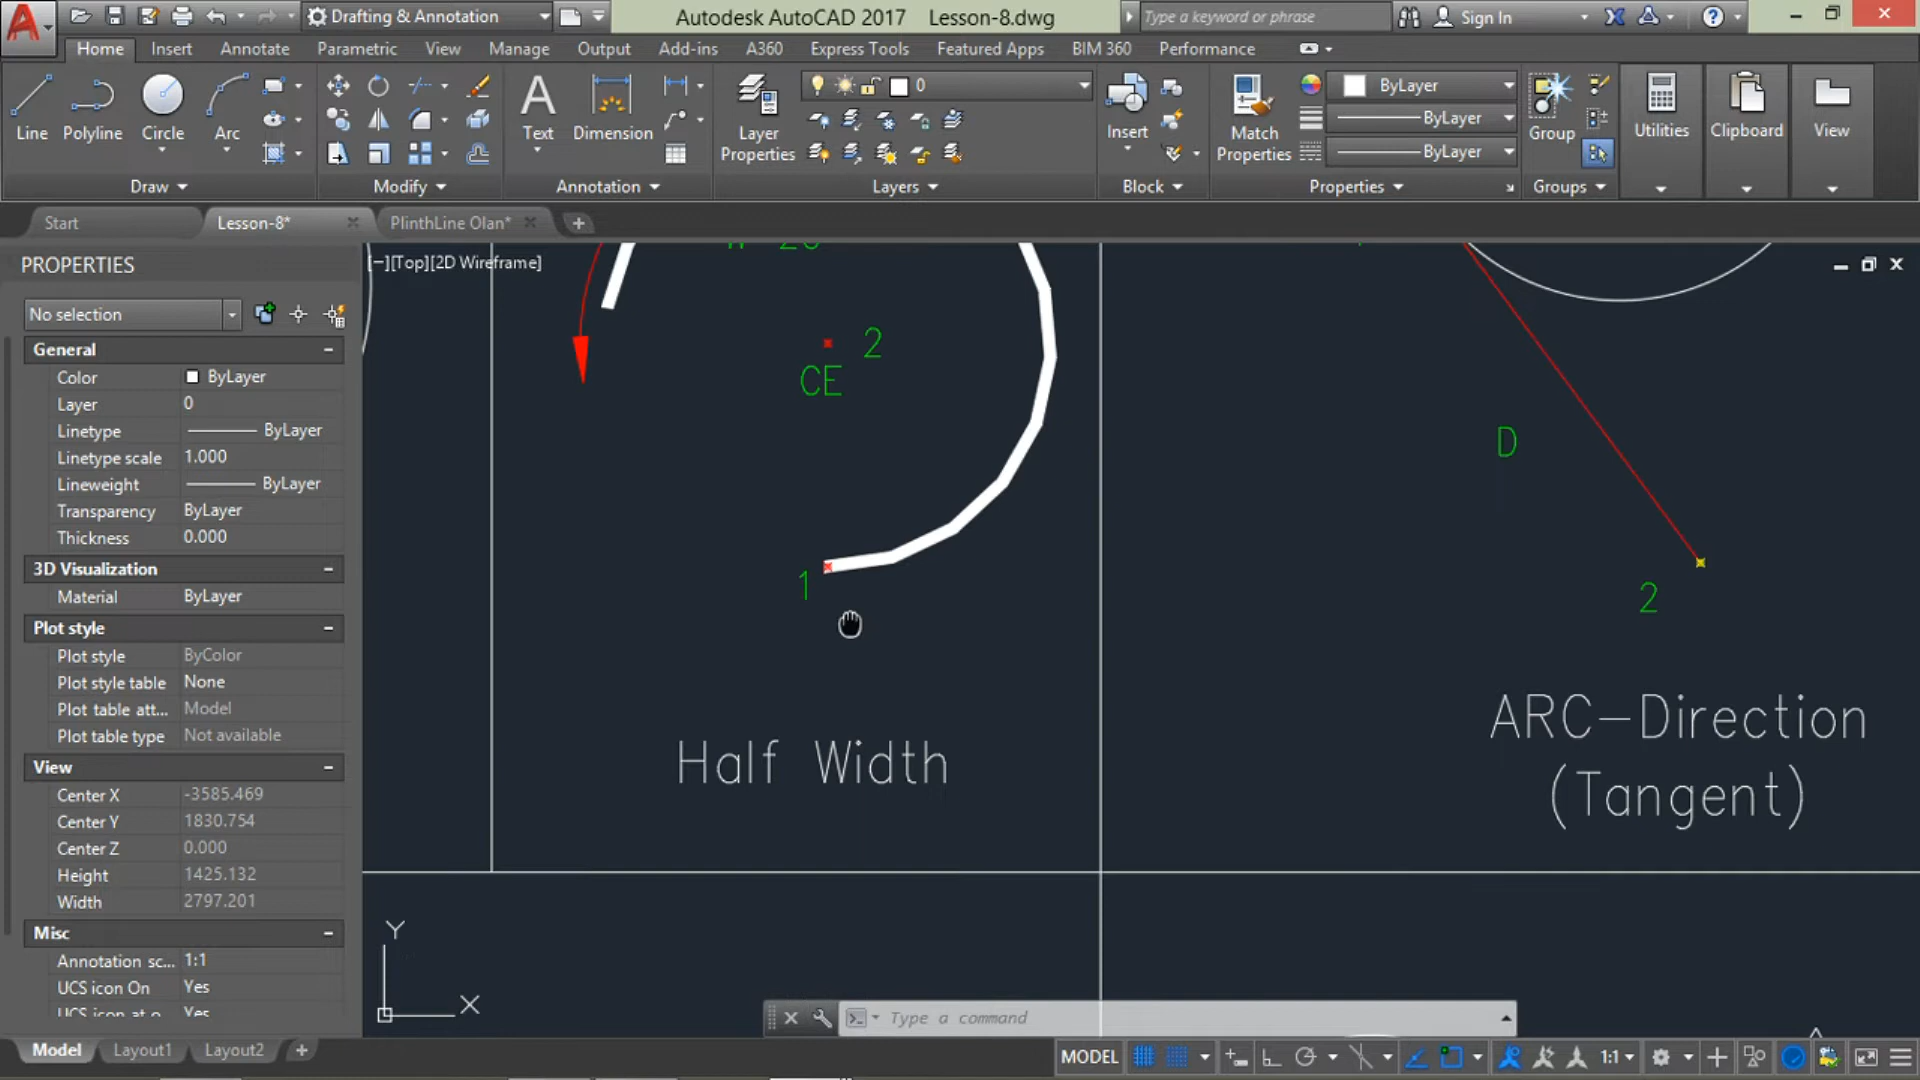 Drafting & Annotation
Autodesk AutoCAD 2017 Lesson-8.dwg
Type a keyword or phrase
Sign In
Home Insert Annotate Parametric View Manage Output Add-ins A360 Express Tools Featured Apps BIM 360 Performance
0
ByLayer
Line Polyline Circle Arc
Text Dimension
Layer Properties
Insert
Match Properties
ByLayer
ByLayer
Group
Utilities Clipboard View
Draw Modify Annotation Layers Block Properties Groups
Start Lesson-8* PlinthLine Olan*
PROPERTIES
[−][Top][2D Wireframe]
No selection
General
Color ByLayer
Layer 0
Linetype ByLayer
Linetype scale 1.000
Lineweight ByLayer
Transparency ByLayer
Thickness 0.000
3D Visualization
Material ByLayer
Plot style
Plot style ByColor
Plot style table None
Plot table att... Model
Plot table type Not available
View
Center X -3585.469
Center Y 1830.754
Center Z 0.000
Height 1425.132
Width 2797.201
Misc
Annotation sc... 1:1
UCS icon On Yes
2
CE
1
Half Width
D
2
ARC-Direction
(Tangent)
Y
X
Type a command
Model Layout1 Layout2
MODEL
1:1